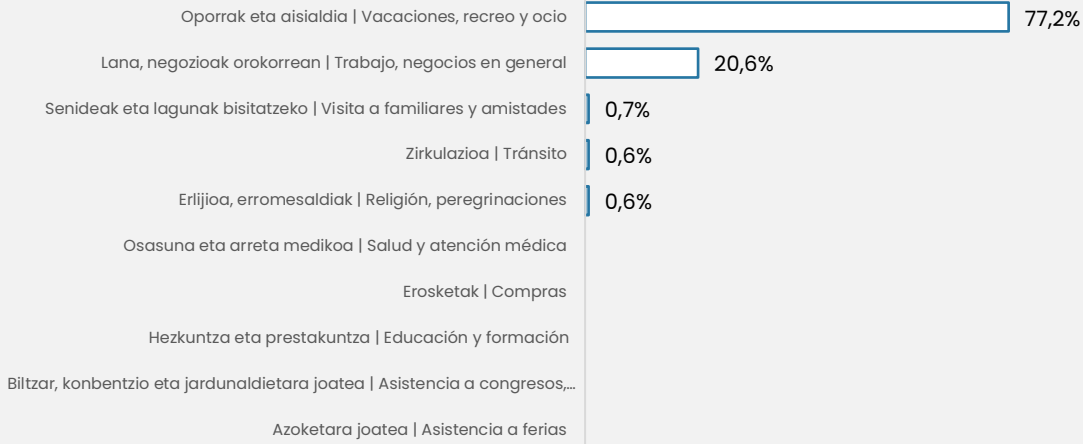 Oporrak eta aisialdia | Vacaciones, recreo y ocio 77,2%
Lana, negozioak orokorrean | Trabajo, negocios en general 20,6%
Senideak eta lagunak bisitatzeko | Visita a familiares y amistades 0,7%
Zirkulazioa | Tránsito 0,6%
Erlijioa, erromesaldiak | Religión, peregrinaciones 0,6%
Osasuna eta arreta medikoa | Salud y atención médica
Erosketak | Compras
Hezkuntza eta prestakuntza | Educación y formación
Biltzar, konbentzio eta jardunaldietara joatea | Asistencia a congresos,...
Azoketara joatea | Asistencia a ferias